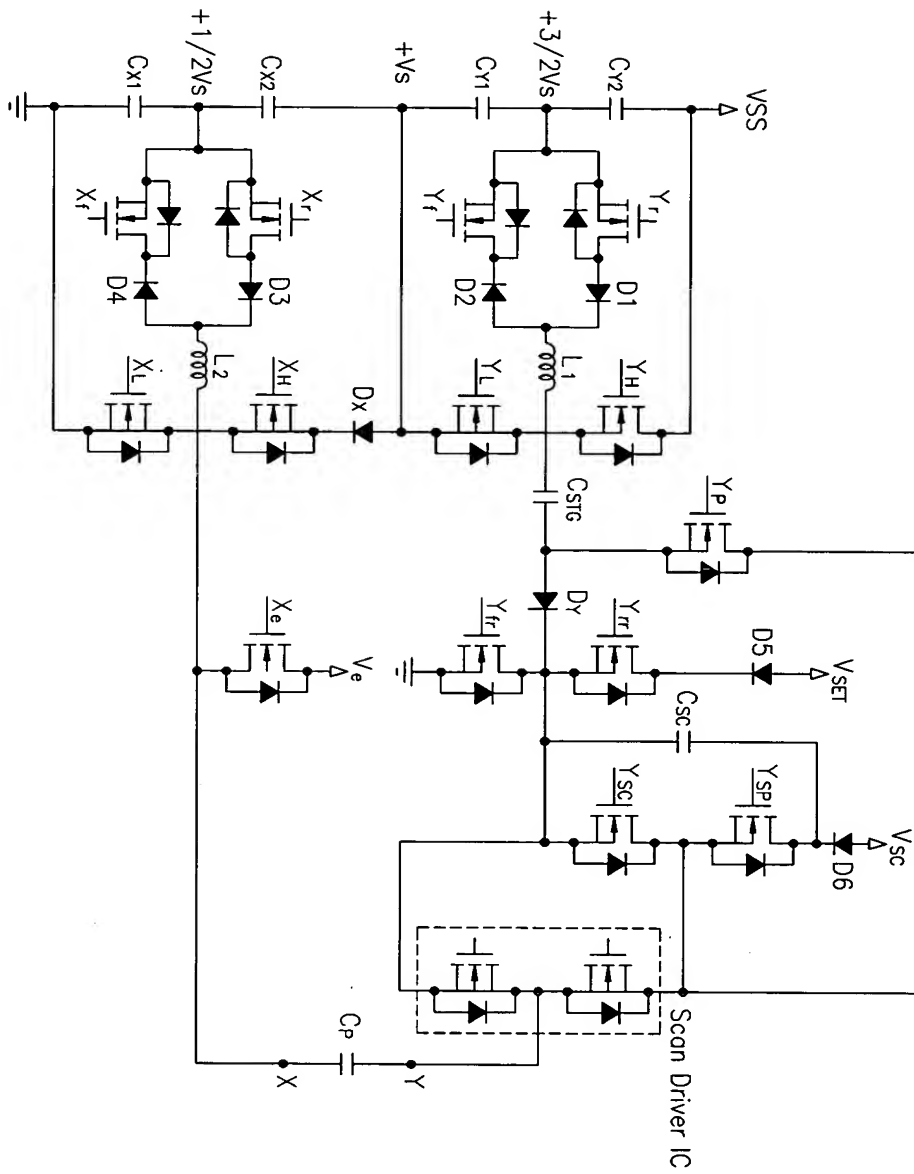 VSS
+3/2Vs
+Vs
+1/2Vs
CY2
CY1
CX2
CX1
Yr
Yf
Xr
Xf
D1
D2
D3
D4
L1
L2
YH
YL
XH
XL
DX
CSTG
YP
DY
Yfr
Yrr
D5
VSET
Xe
Ve
CSC
YSC
YSP
D6
VSC
Scan Driver IC
CP
Y
X